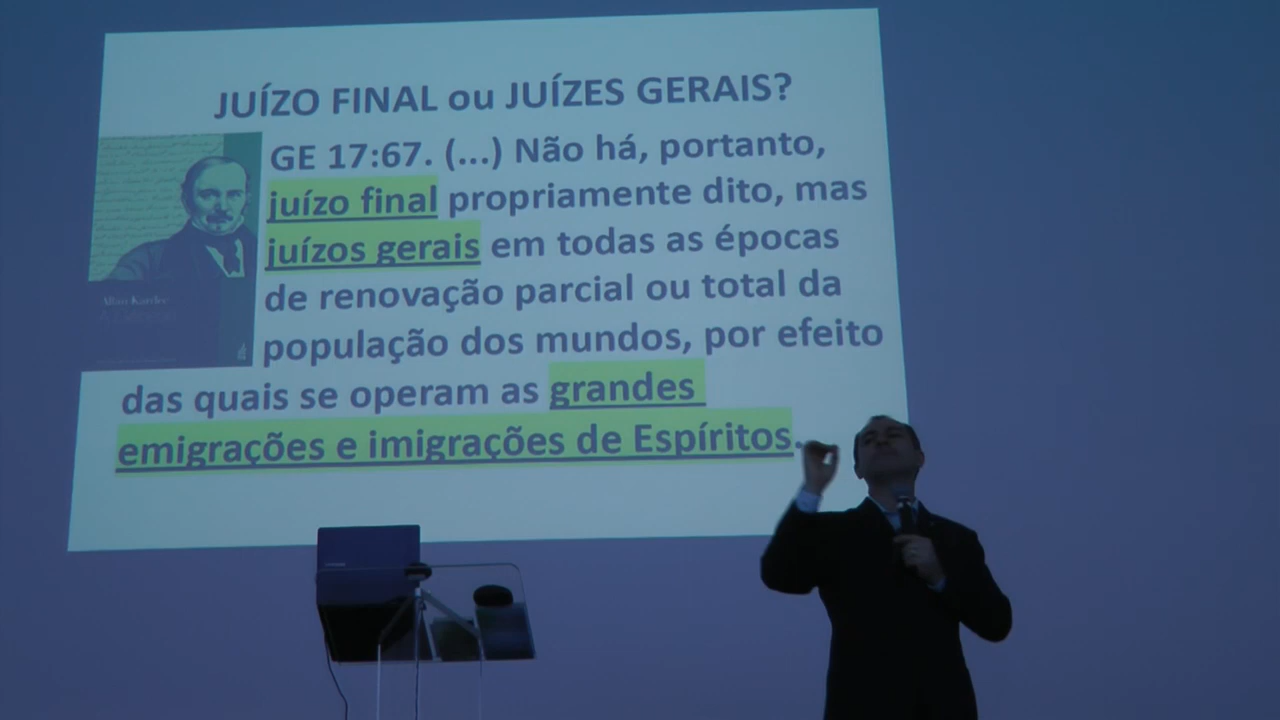 JUÍZO FINAL ou JUÍZES GERAIS?
GE 17:67. (...) Não há, portanto,
juízo final propriamente dito, mas
juízos gerais em todas as épocas
de renovação parcial ou total da
população dos mundos, por efeito
das quais se operam as grandes
emigrações e imigrações de Espíritos.
Allan Kardec